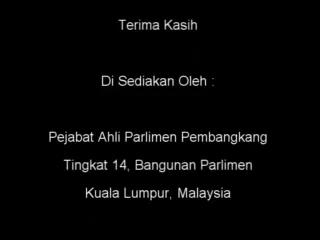 Terima Kasih
Di Sediakan Oleh :
Pejabat Ahli Parlimen Pembangkang
Tingkat 14, Bangunan Parlimen
Kuala Lumpur, Malaysia